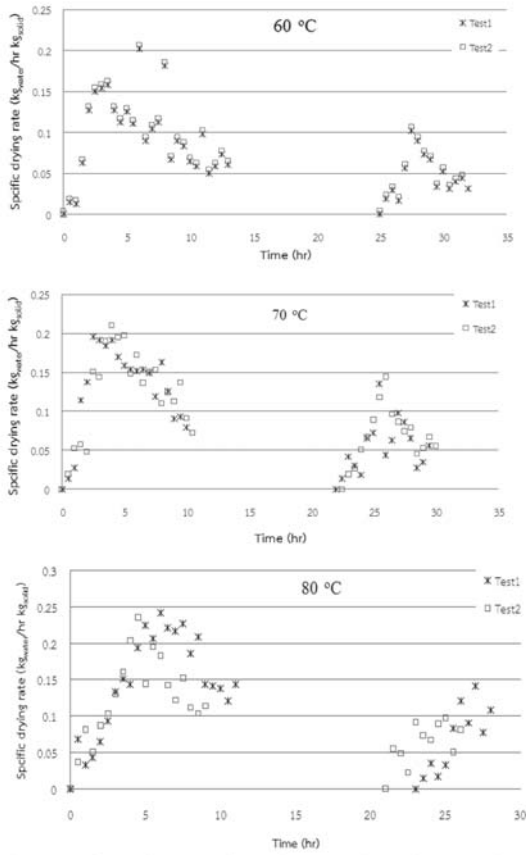 60 °C
Test1
Test2
Spcific drying rate (kgwater/hr kgsolid)
0.25
0.2
0.15
0.1
0.05
0
0 5 10 15 20 25 30 35
Time (hr)
70 °C
Test1
Test2
Specific drying rate (kgwater/hr kgsolid)
0.25
0.2
0.15
0.1
0.05
0
0 5 10 15 20 25 30 35
Time (hr)
80 °C
Test1
Test2
Spcific drying rate (kgwater/hr kgsolid)
0.3
0.25
0.2
0.15
0.1
0.05
0
0 5 10 15 20 25 30
Time (hr)